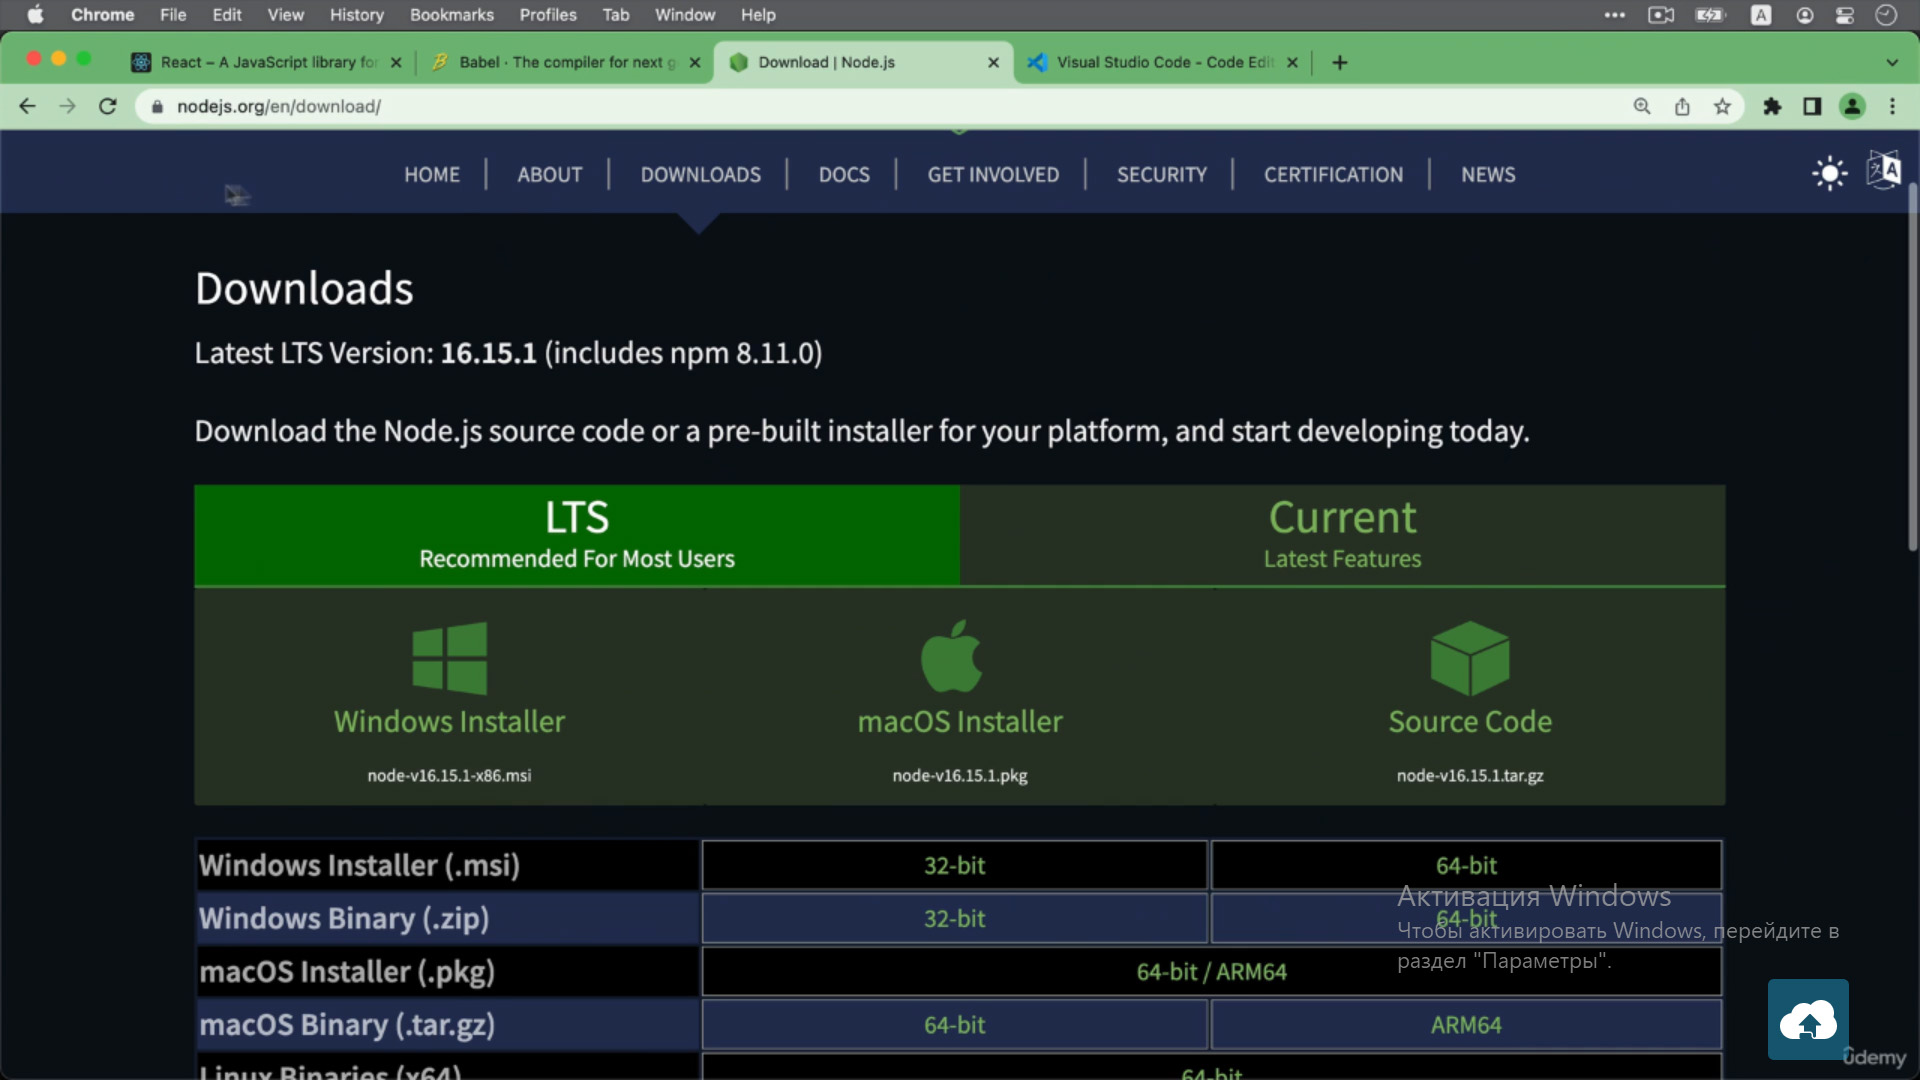 Chrome File Edit View History Bookmarks Profiles Tab Window Help
React – A JavaScript library for
Babel · The compiler for next g
Download | Node.js
Visual Studio Code - Code Edit
nodejs.org/en/download/
HOME | ABOUT | DOWNLOADS | DOCS | GET INVOLVED | SECURITY | CERTIFICATION | NEWS
Downloads
Latest LTS Version: 16.15.1 (includes npm 8.11.0)
Download the Node.js source code or a pre-built installer for your platform, and start developing today.
LTS
Recommended For Most Users
Current
Latest Features
Windows Installer
node-v16.15.1-x86.msi
macOS Installer
node-v16.15.1.pkg
Source Code
node-v16.15.1.tar.gz
Windows Installer (.msi) 32-bit 64-bit
Windows Binary (.zip) 32-bit 64-bit
macOS Installer (.pkg) 64-bit / ARM64
macOS Binary (.tar.gz) 64-bit ARM64
Linux Binaries (x64) 64-bit
Активация Windows
Чтобы активировать Windows, перейдите в
раздел "Параметры".
ûdemy